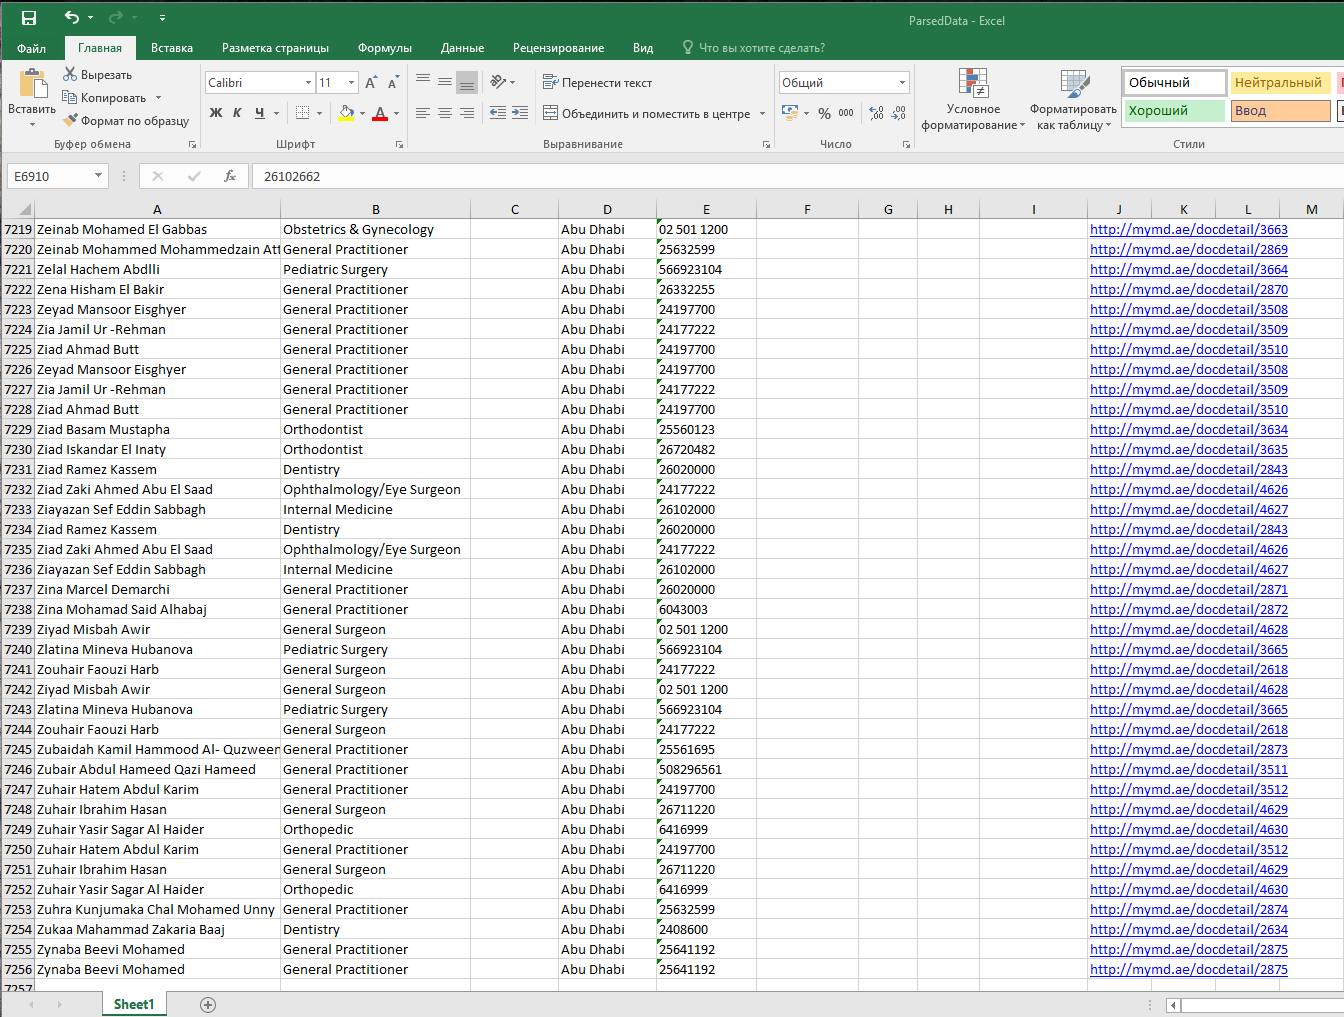 ParsedData - Excel
Файл Главная Вставка Разметка страницы Формулы Данные Рецензирование Вид Что вы хотите сделать?
Вставить Вырезать Копировать Формат по образцу Буфер обмена
Calibri 11 Ж К Ч Шрифт
Перенести текст Объединить и поместить в центре Выравнивание
Общий % 000 Число
Условное форматирование Форматировать как таблицу
Обычный Нейтральный Хороший Ввод Стили
E6910 fx 26102662
A B C D E F G H I J K L M
7219 Zeinab Mohamed El Gabbas Obstetrics & Gynecology Abu Dhabi 02 501 1200 http://mymd.ae/docdetail/3663
7220 Zeinab Mohammed Mohammedzain Att General Practitioner Abu Dhabi 25632599 http://mymd.ae/docdetail/2869
7221 Zelal Hachem Abdlli Pediatric Surgery Abu Dhabi 566923104 http://mymd.ae/docdetail/3664
7222 Zena Hisham El Bakir General Practitioner Abu Dhabi 26332255 http://mymd.ae/docdetail/2870
7223 Zeyad Mansoor Eisghyer General Practitioner Abu Dhabi 24197700 http://mymd.ae/docdetail/3508
7224 Zia Jamil Ur -Rehman General Practitioner Abu Dhabi 24177222 http://mymd.ae/docdetail/3509
7225 Ziad Ahmad Butt General Practitioner Abu Dhabi 24197700 http://mymd.ae/docdetail/3510
7226 Zeyad Mansoor Eisghyer General Practitioner Abu Dhabi 24197700 http://mymd.ae/docdetail/3508
7227 Zia Jamil Ur -Rehman General Practitioner Abu Dhabi 24177222 http://mymd.ae/docdetail/3509
7228 Ziad Ahmad Butt General Practitioner Abu Dhabi 24197700 http://mymd.ae/docdetail/3510
7229 Ziad Basam Mustapha Orthodontist Abu Dhabi 25560123 http://mymd.ae/docdetail/3634
7230 Ziad Iskandar El Inaty Orthodontist Abu Dhabi 26720482 http://mymd.ae/docdetail/3635
7231 Ziad Ramez Kassem Dentistry Abu Dhabi 26020000 http://mymd.ae/docdetail/2843
7232 Ziad Zaki Ahmed Abu El Saad Ophthalmology/Eye Surgeon Abu Dhabi 24177222 http://mymd.ae/docdetail/4626
7233 Ziayazan Sef Eddin Sabbagh Internal Medicine Abu Dhabi 26102000 http://mymd.ae/docdetail/4627
7234 Ziad Ramez Kassem Dentistry Abu Dhabi 26020000 http://mymd.ae/docdetail/2843
7235 Ziad Zaki Ahmed Abu El Saad Ophthalmology/Eye Surgeon Abu Dhabi 24177222 http://mymd.ae/docdetail/4626
7236 Ziayazan Sef Eddin Sabbagh Internal Medicine Abu Dhabi 26102000 http://mymd.ae/docdetail/4627
7237 Zina Marcel Demarchi General Practitioner Abu Dhabi 26020000 http://mymd.ae/docdetail/2871
7238 Zina Mohamad Said Alhabaj General Practitioner Abu Dhabi 6043003 http://mymd.ae/docdetail/2872
7239 Ziyad Misbah Awir General Surgeon Abu Dhabi 02 501 1200 http://mymd.ae/docdetail/4628
7240 Zlatina Mineva Hubanova Pediatric Surgery Abu Dhabi 566923104 http://mymd.ae/docdetail/3665
7241 Zouhair Faouzi Harb General Surgeon Abu Dhabi 24177222 http://mymd.ae/docdetail/2618
7242 Ziyad Misbah Awir General Surgeon Abu Dhabi 02 501 1200 http://mymd.ae/docdetail/4628
7243 Zlatina Mineva Hubanova Pediatric Surgery Abu Dhabi 566923104 http://mymd.ae/docdetail/3665
7244 Zouhair Faouzi Harb General Surgeon Abu Dhabi 24177222 http://mymd.ae/docdetail/2618
7245 Zubaidah Kamil Hammood Al- Quzween General Practitioner Abu Dhabi 25561695 http://mymd.ae/docdetail/2873
7246 Zubair Abdul Hameed Qazi Hameed General Practitioner Abu Dhabi 508296561 http://mymd.ae/docdetail/3511
7247 Zuhair Hatem Abdul Karim General Practitioner Abu Dhabi 24197700 http://mymd.ae/docdetail/3512
7248 Zuhair Ibrahim Hasan General Surgeon Abu Dhabi 26711220 http://mymd.ae/docdetail/4629
7249 Zuhair Yasir Sagar Al Haider Orthopedic Abu Dhabi 6416999 http://mymd.ae/docdetail/4630
7250 Zuhair Hatem Abdul Karim General Practitioner Abu Dhabi 24197700 http://mymd.ae/docdetail/3512
7251 Zuhair Ibrahim Hasan General Surgeon Abu Dhabi 26711220 http://mymd.ae/docdetail/4629
7252 Zuhair Yasir Sagar Al Haider Orthopedic Abu Dhabi 6416999 http://mymd.ae/docdetail/4630
7253 Zuhra Kunjumaka Chal Mohamed Unny General Practitioner Abu Dhabi 25632599 http://mymd.ae/docdetail/2874
7254 Zukaa Mahammad Zakaria Baaj Dentistry Abu Dhabi 2408600 http://mymd.ae/docdetail/2634
7255 Zynaba Beevi Mohamed General Practitioner Abu Dhabi 25641192 http://mymd.ae/docdetail/2875
7256 Zynaba Beevi Mohamed General Practitioner Abu Dhabi 25641192 http://mymd.ae/docdetail/2875
7257
Sheet1